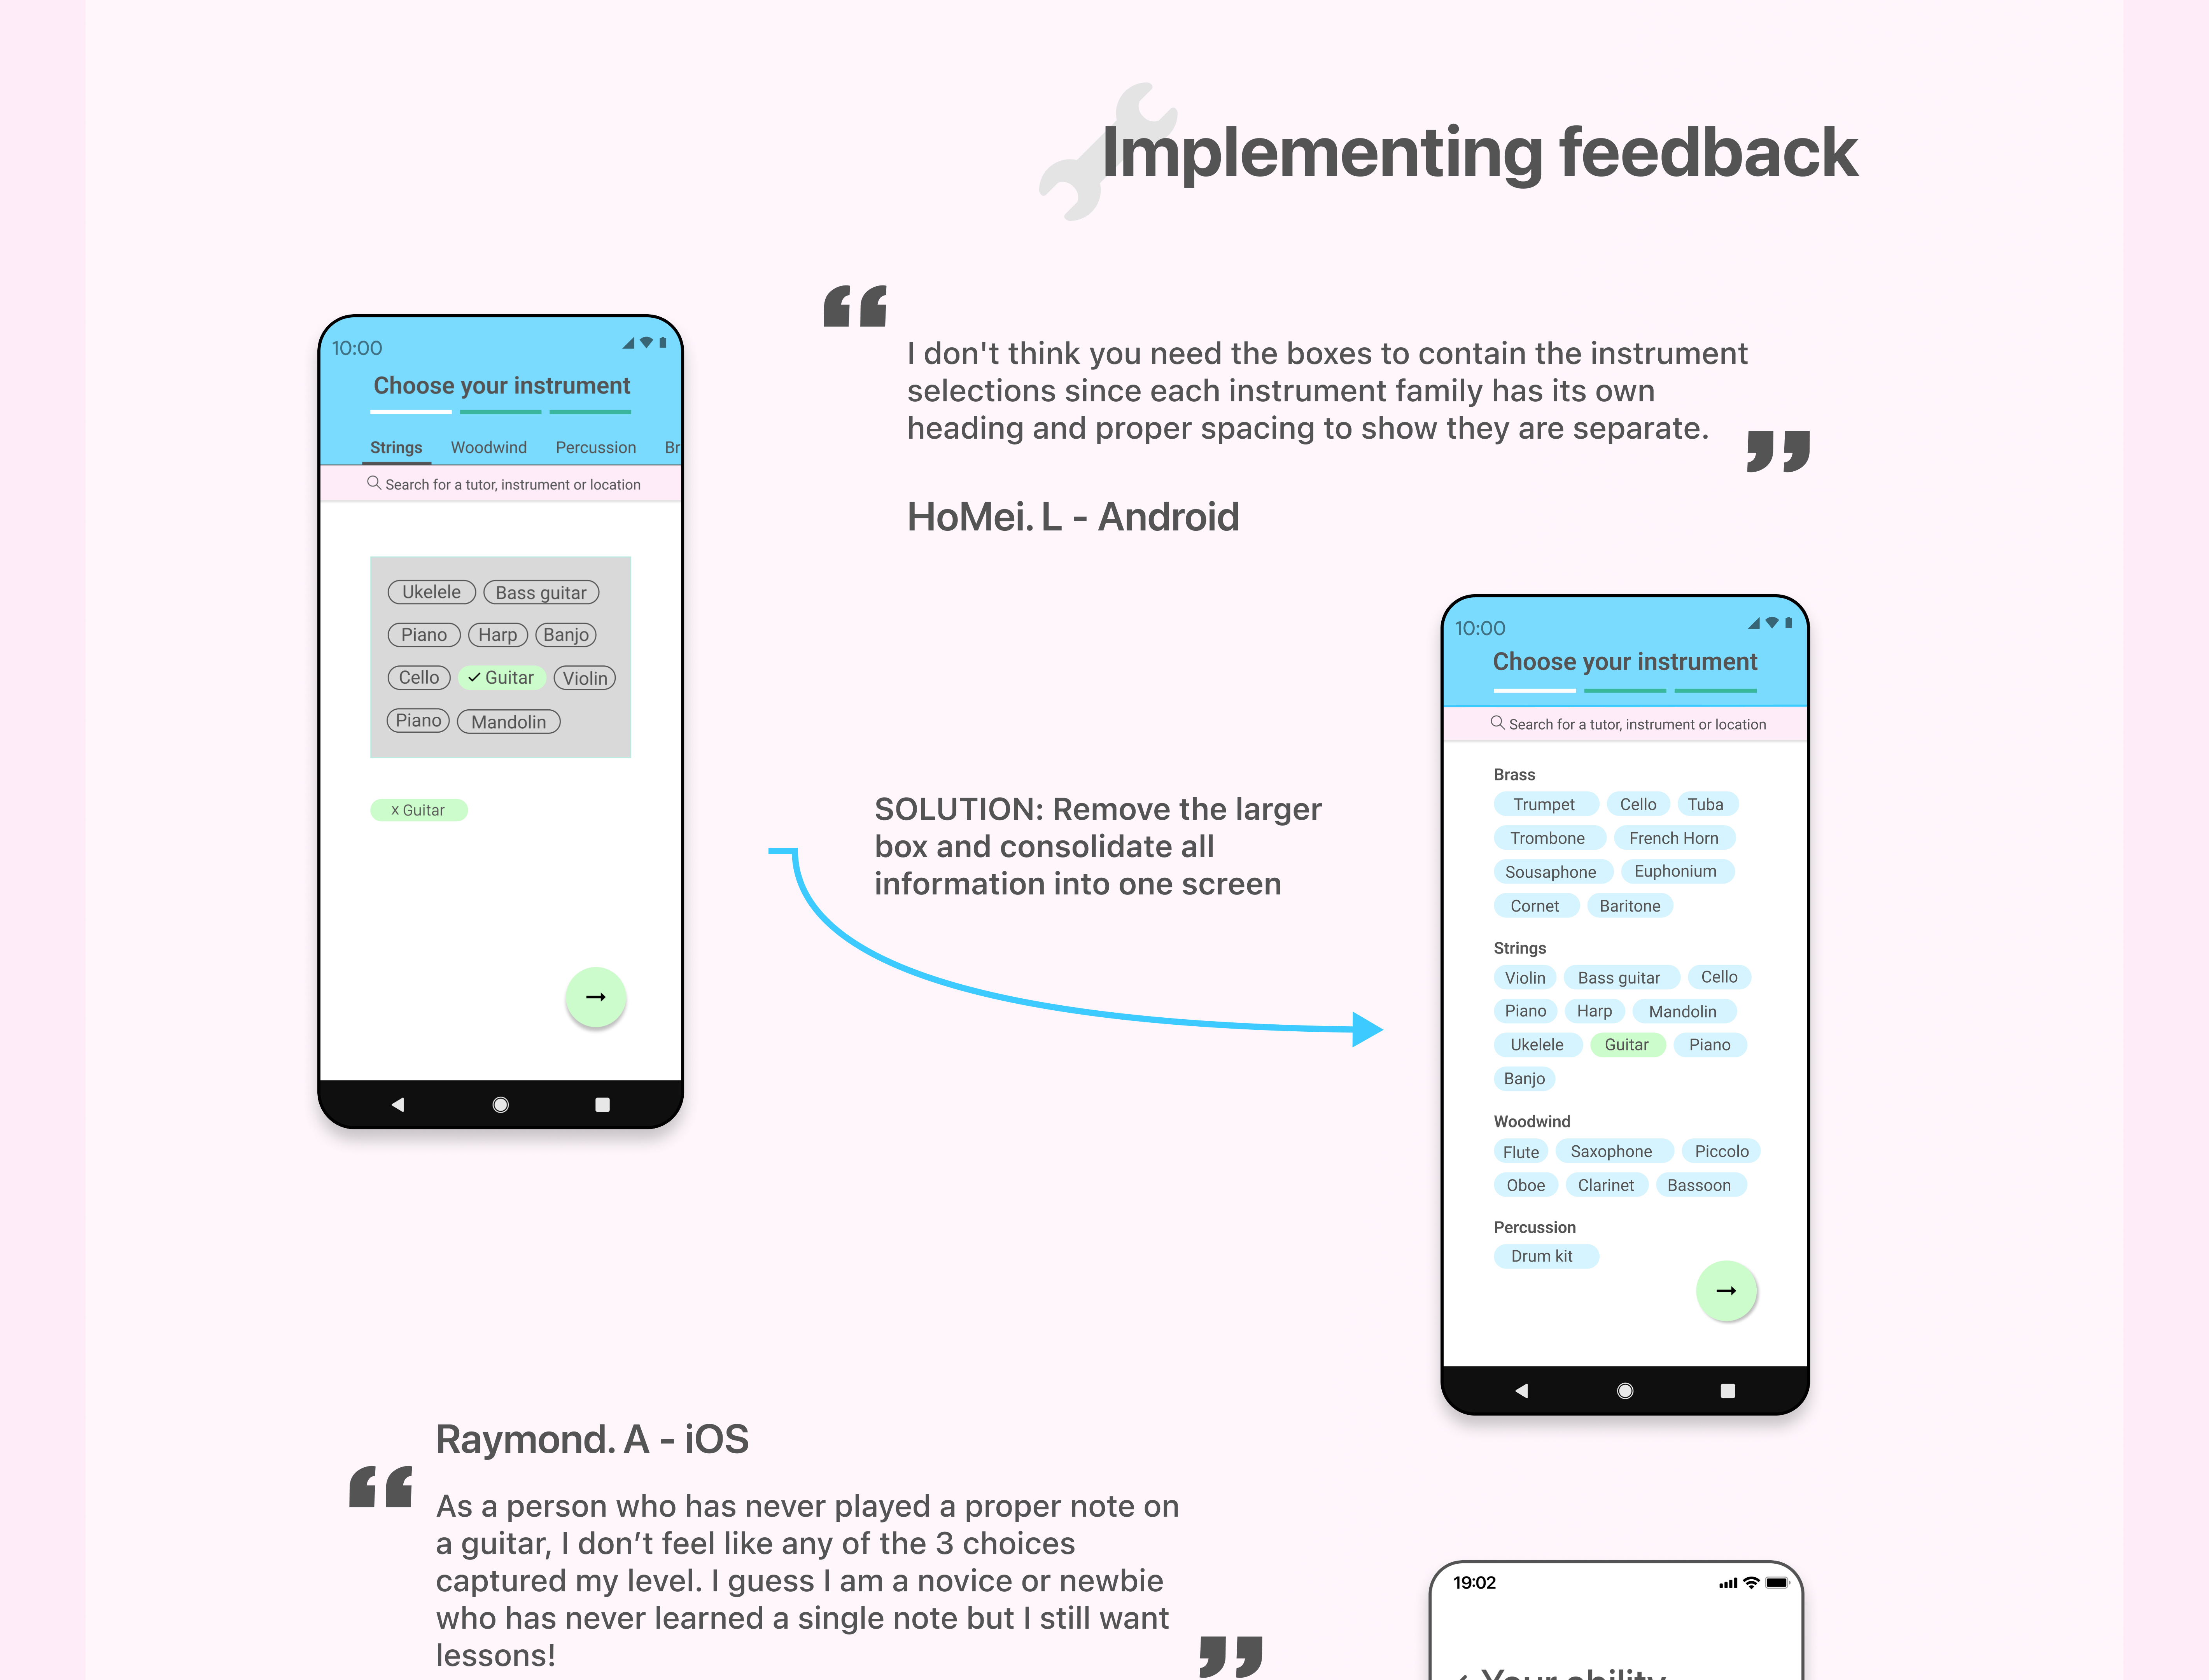 Implementing feedback
10:00
Choose your instrument
Strings Woodwind Percussion Br
Search for a tutor, instrument or location
Ukelele Bass guitar
Piano Harp Banjo
Cello Guitar Violin
Piano Mandolin
x Guitar
I don't think you need the boxes to contain the instrument
selections since each instrument family has its own
heading and proper spacing to show they are separate.
HoMei. L - Android
SOLUTION: Remove the larger
box and consolidate all
information into one screen
10:00
Choose your instrument
Search for a tutor, instrument or location
Brass
Trumpet Cello Tuba
Trombone French Horn
Sousaphone Euphonium
Cornet Baritone
Strings
Violin Bass guitar Cello
Piano Harp Mandolin
Ukelele Guitar Piano
Banjo
Woodwind
Flute Saxophone Piccolo
Oboe Clarinet Bassoon
Percussion
Drum kit
Raymond. A - iOS
As a person who has never played a proper note on
a guitar, I don’t feel like any of the 3 choices
captured my level. I guess I am a novice or newbie
who has never learned a single note but I still want
lessons!
19:02
Your ability